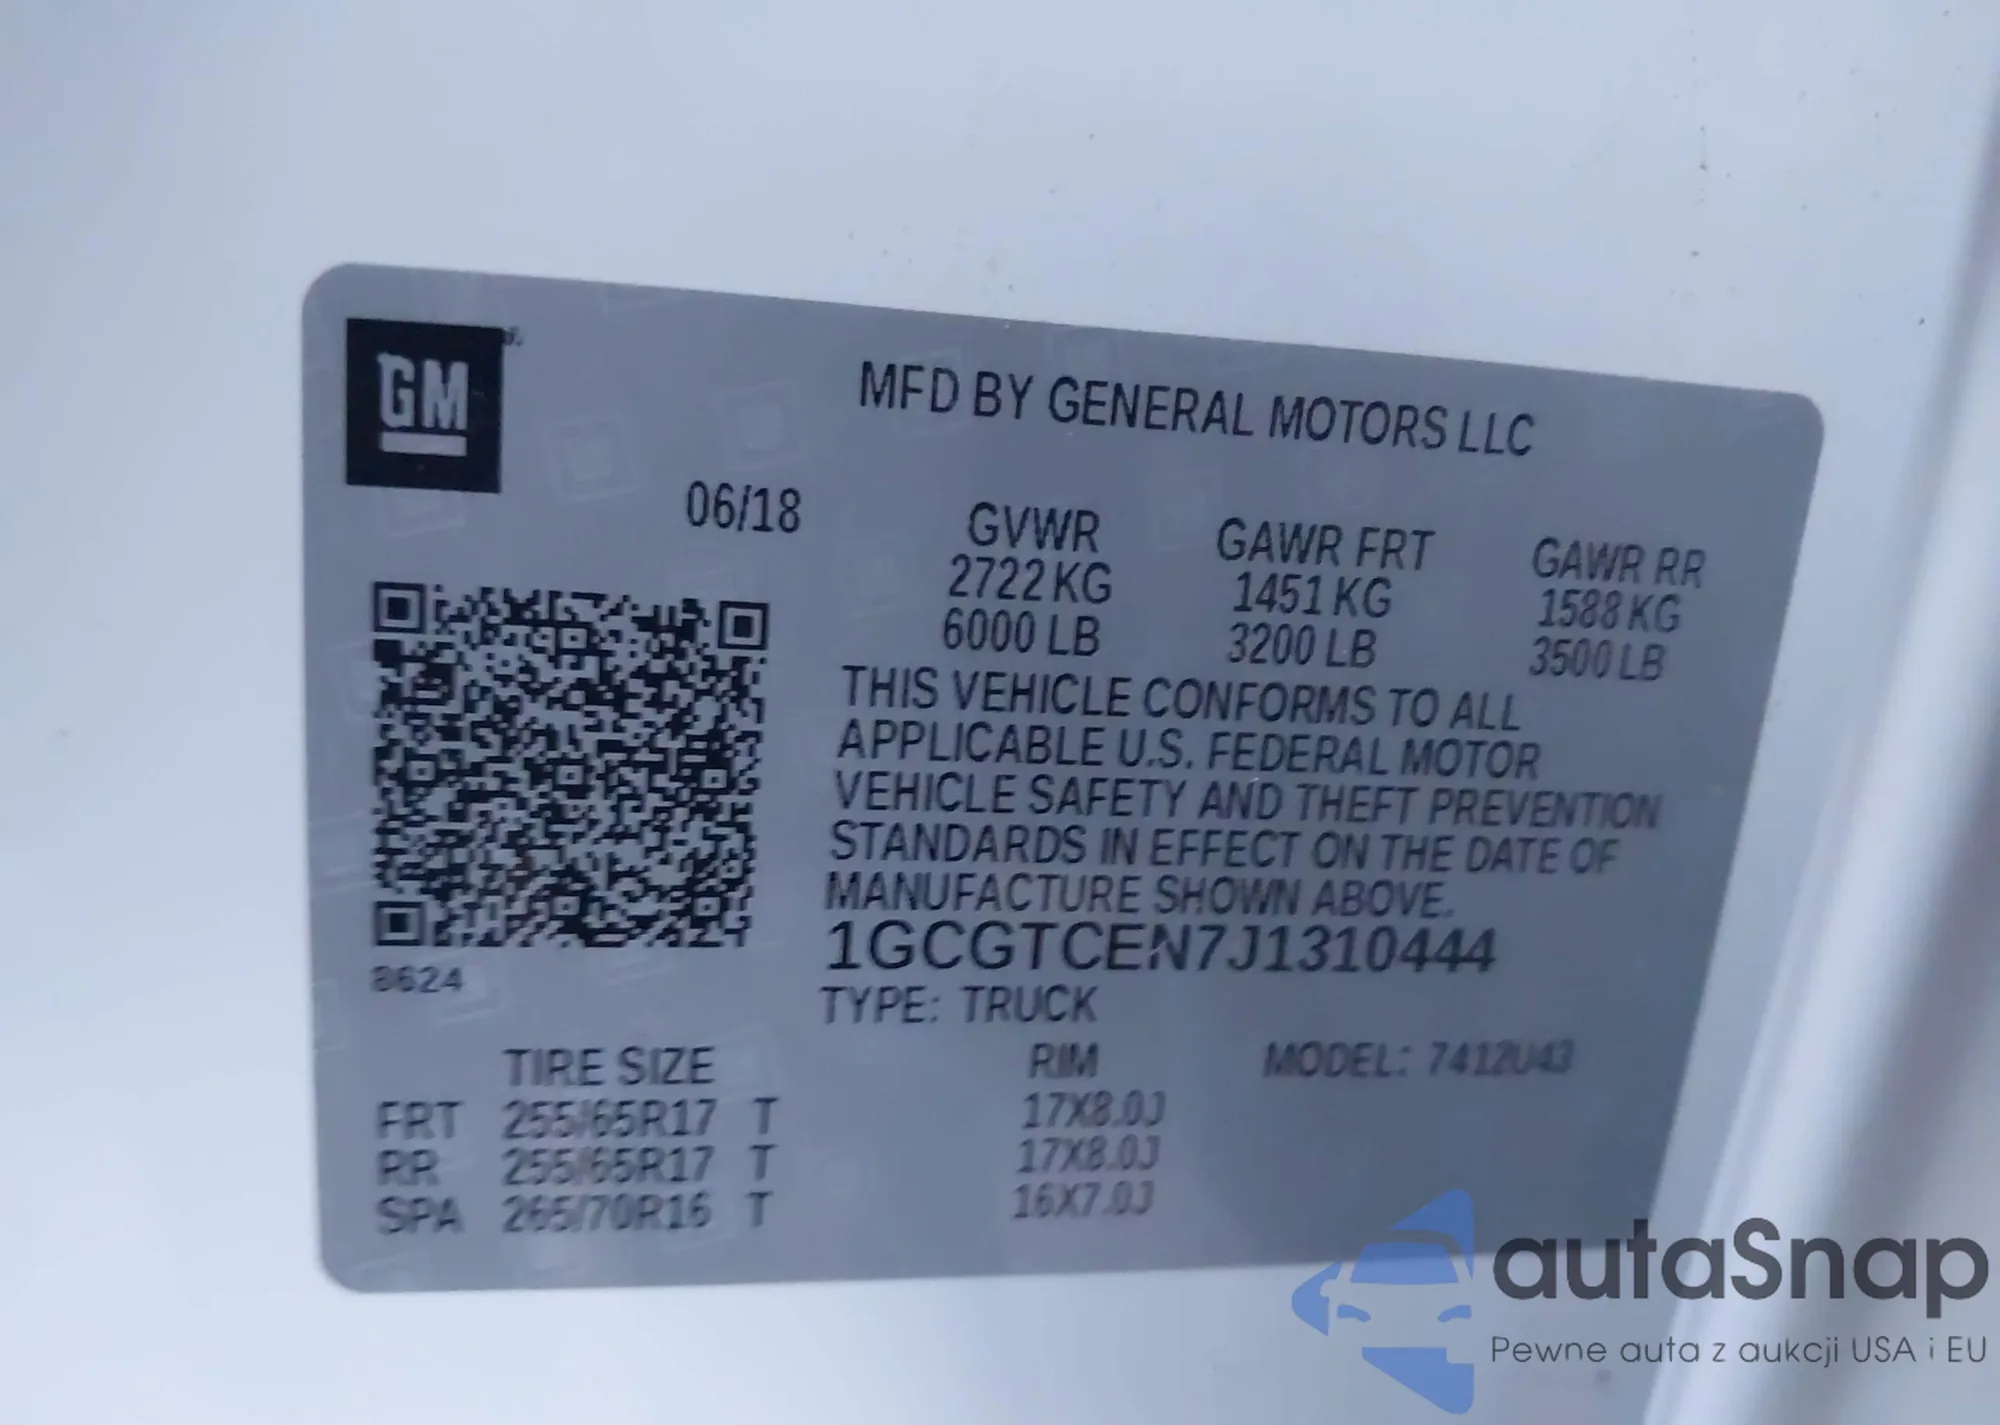 GM
MFD BY GENERAL MOTORS LLC
06/18
GVWR GAWR FRT GAWR RR
2722 KG 1451 KG 1588 KG
6000 LB 3200 LB 3500 LB
THIS VEHICLE CONFORMS TO ALL
APPLICABLE U.S. FEDERAL MOTOR
VEHICLE SAFETY AND THEFT PREVENTION
STANDARDS IN EFFECT ON THE DATE OF
MANUFACTURE SHOWN ABOVE.
1GCGTCEN7J1310444
8624
TYPE: TRUCK
TIRE SIZE RIM MODEL: 7412U43
FRT 255/65R17 T 17X8.0J
RR 255/65R17 T 17X8.0J
SPA 265/70R16 T 16X7.0J
autaSnap
Pewne auta z aukcji USA i EU